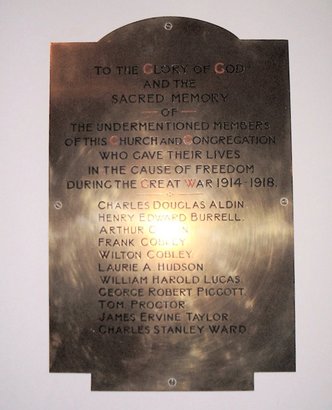 TO THE GLORY OF GOD
AND THE
SACRED MEMORY
OF
THE UNDERMENTIONED MEMBERS
OF THIS CHURCH AND CONGREGATION
WHO GAVE THEIR LIVES
IN THE CAUSE OF FREEDOM
DURING THE GREAT WAR 1914-1918.
CHARLES DOUGLAS ALDIN
HENRY EDWARD BURRELL.
ARTHUR
FRANK COBLEY
WILTON COBLEY.
LAURIE A. HUDSON
WILLIAM HAROLD LUCAS.
GEORGE ROBERT PIGGOTT.
TOM PROCTOR
JAMES ERVINE TAYLOR.
CHARLES STANLEY WARD.